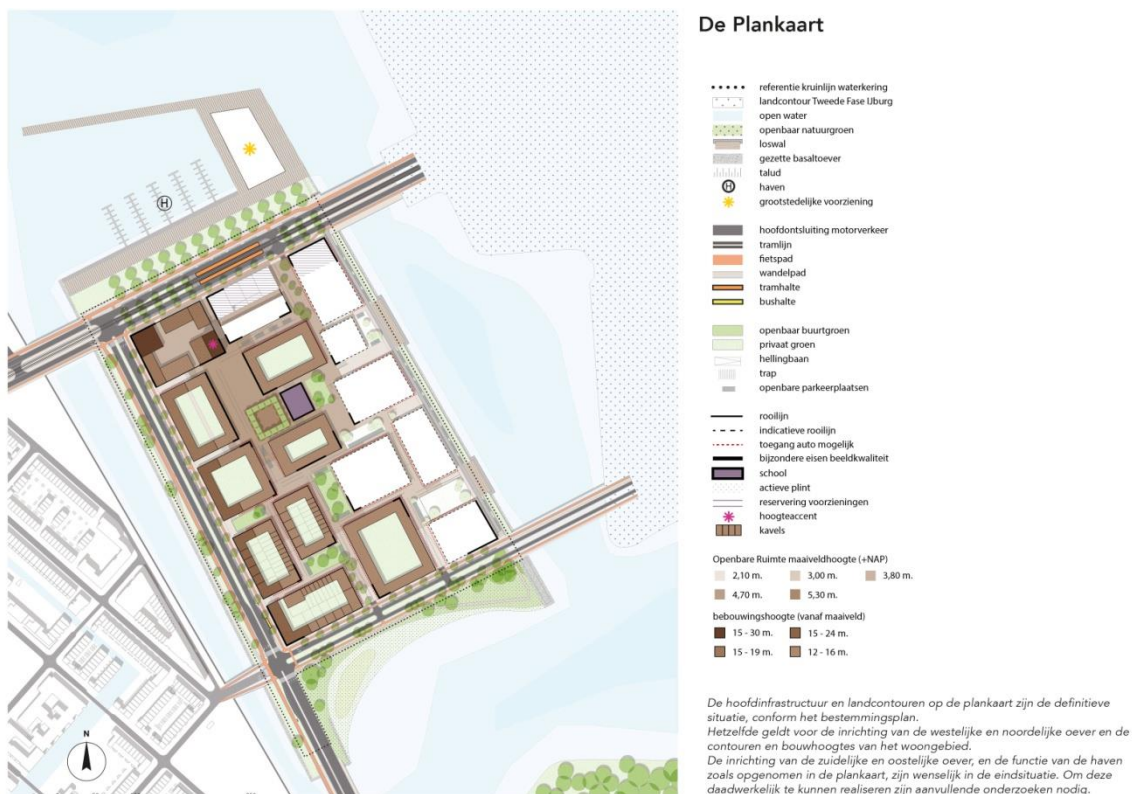 De Plankaart
referentie kruinlijn waterkering
landcontour Tweede Fase IJburg
open water
openbaar natuurgroen
loswal
gezette basaltoever
talud
H haven
grootstedelijke voorziening
hoofdontsluiting motorverkeer
tramlijn
fietspad
wandelpad
tramhalte
bushalte
openbaar buurtgroen
privaat groen
hellingbaan
trap
openbare parkeerplaatsen
rooilijn
indicatieve rooilijn
toegang auto mogelijk
bijzondere eisen beeldkwaliteit
school
actieve plint
reservering voorzieningen
hoogteaccent
kavels
Openbare Ruimte maaiveldhoogte (+NAP)
2,10 m. 3,00 m. 3,80 m.
4,70 m. 5,30 m.
bebouwingshoogte (vanaf maaiveld)
15 - 30 m. 15 - 24 m.
15 - 19 m. 12 - 16 m.
De hoofdinfrastructuur en landcontouren op de plankaart zijn de definitieve
situatie, conform het bestemmingsplan.
Hetzelfde geldt voor de inrichting van de westelijke en noordelijke oever en de
contouren en bouwhoogtes van het woongebied.
De inrichting van de zuidelijke en oostelijke oever, en de functie van de haven
zoals opgenomen in de plankaart, zijn wenselijk in de eindsituatie. Om deze
daadwerkelijk te kunnen realiseren zijn aanvullende onderzoeken nodig.
H
N